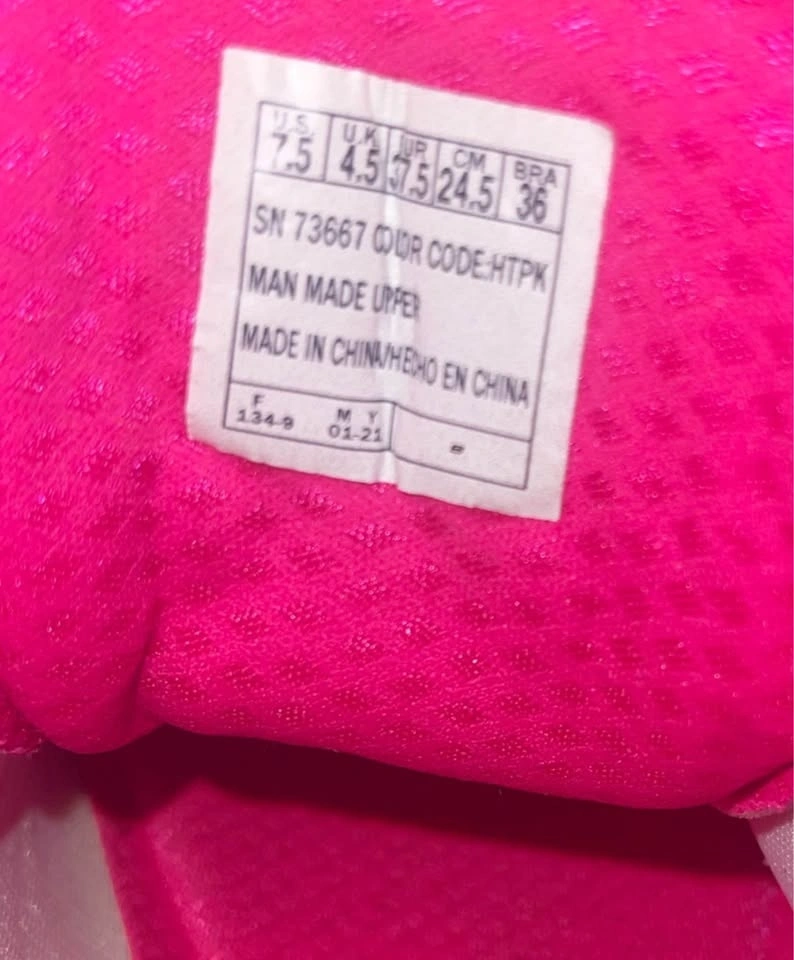 U.S. U.K. EUR CM BRA
7.5 4.5 37.5 24.5 36
SN 73667 COLOR CODE:HTPK
MAN MADE UPPER
MADE IN CHINA/HECHO EN CHINA
F M Y
134-9 01-21